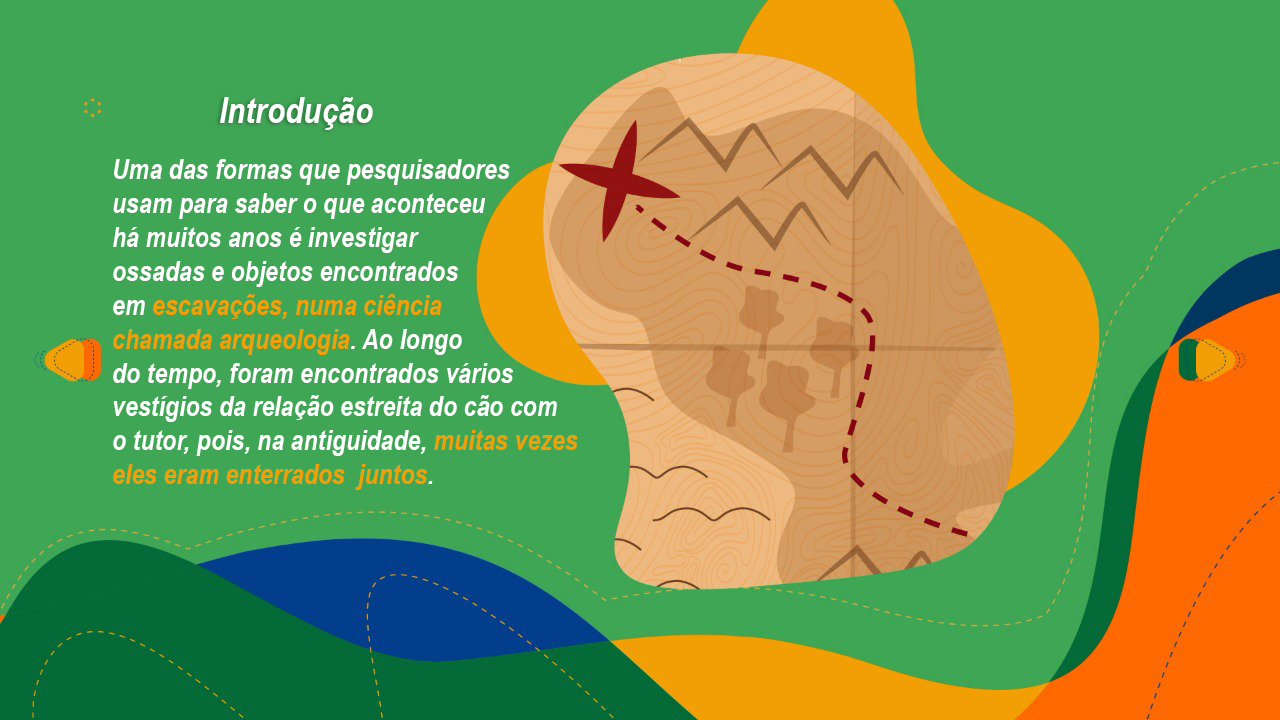 Introdução
Uma das formas que pesquisadores
usam para saber o que aconteceu
há muitos anos é investigar
ossadas e objetos encontrados
em escavações, numa ciência
chamada arqueologia. Ao longo
do tempo, foram encontrados vários
vestígios da relação estreita do cão com
o tutor, pois, na antiguidade, muitas vezes
eles eram enterrados  juntos.